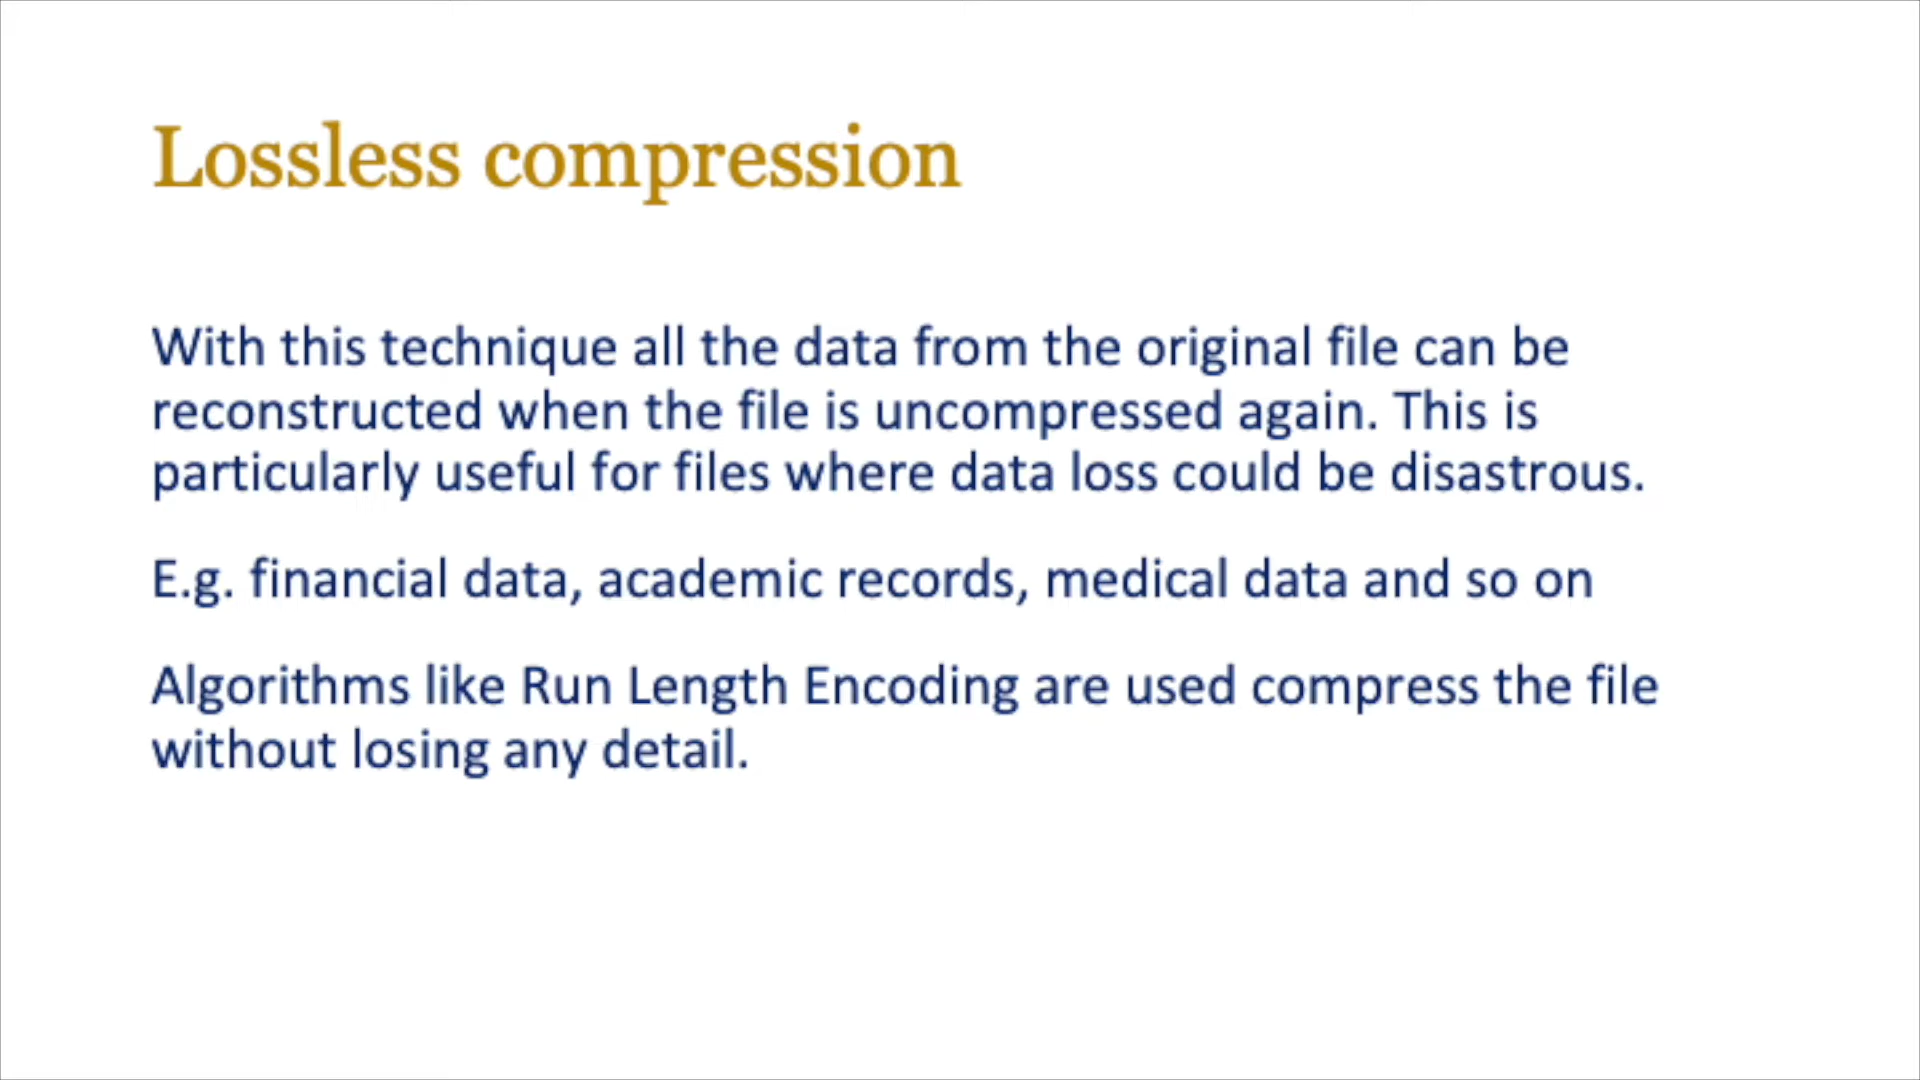 Lossless compression
With this technique all the data from the original file can be
reconstructed when the file is uncompressed again. This is
particularly useful for files where data loss could be disastrous.
E.g. financial data, academic records, medical data and so on
Algorithms like Run Length Encoding are used compress the file
without losing any detail.